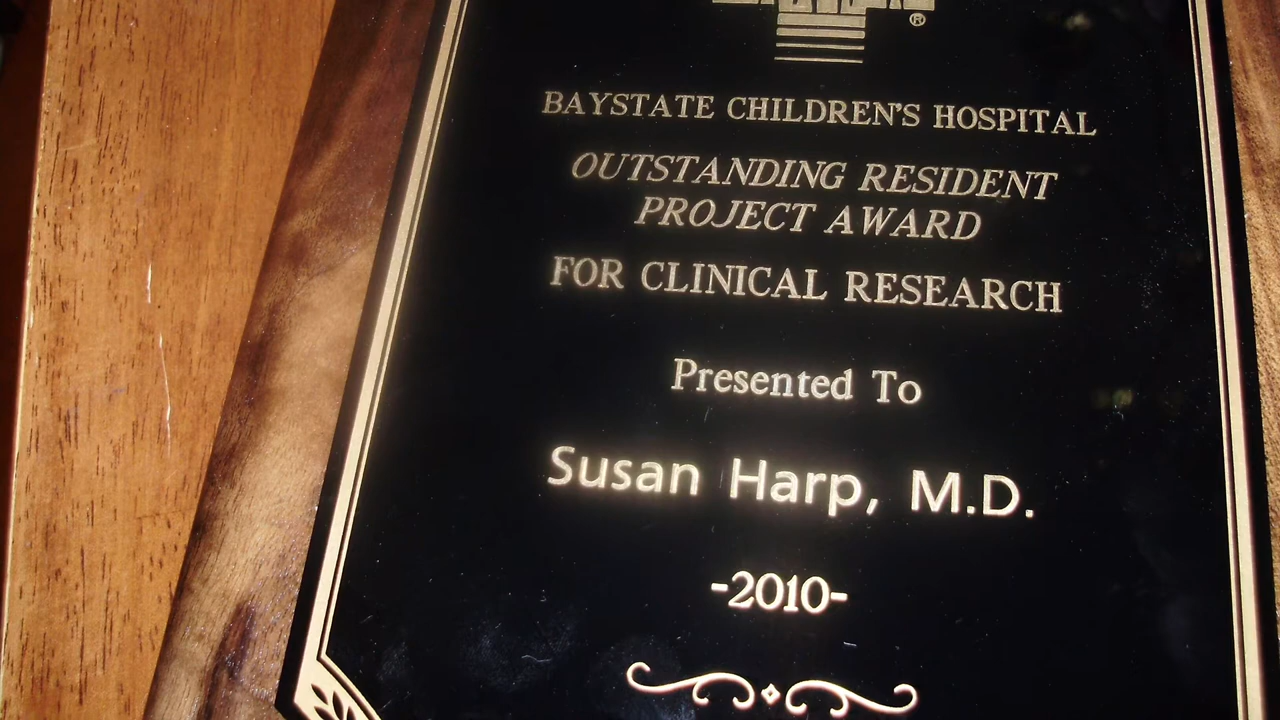 ®
BAYSTATE CHILDREN'S HOSPITAL
OUTSTANDING RESIDENT
PROJECT AWARD
FOR CLINICAL RESEARCH
Presented To
Susan Harp, M.D.
-2010-